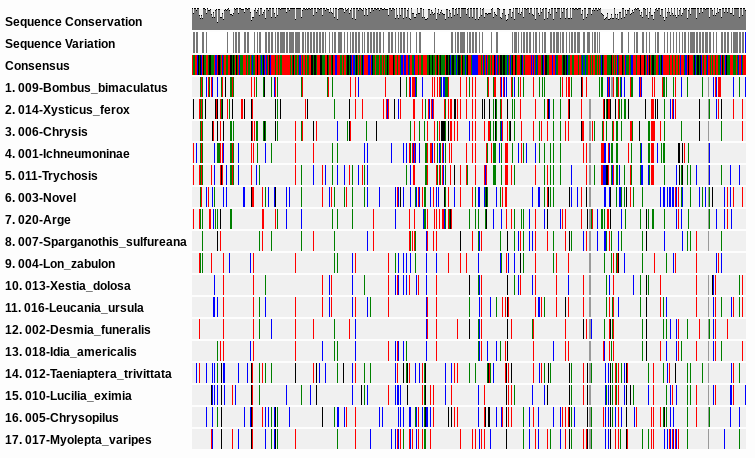 Sequence Conservation
Sequence Variation
Consensus
1. 009-Bombus_bimaculatus
2. 014-Xysticus_ferox
3. 006-Chrysis
4. 001-Ichneumoninae
5. 011-Trychosis
6. 003-Novel
7. 020-Arge
8. 007-Sparganothis_sulfureana
9. 004-Lon_zabulon
10. 013-Xestia_dolosa
11. 016-Leucania_ursula
12. 002-Desmia_funeralis
13. 018-Idia_americalis
14. 012-Taeniaptera_trivittata
15. 010-Lucilia_eximia
16. 005-Chrysopilus
17. 017-Myolepta_varipes